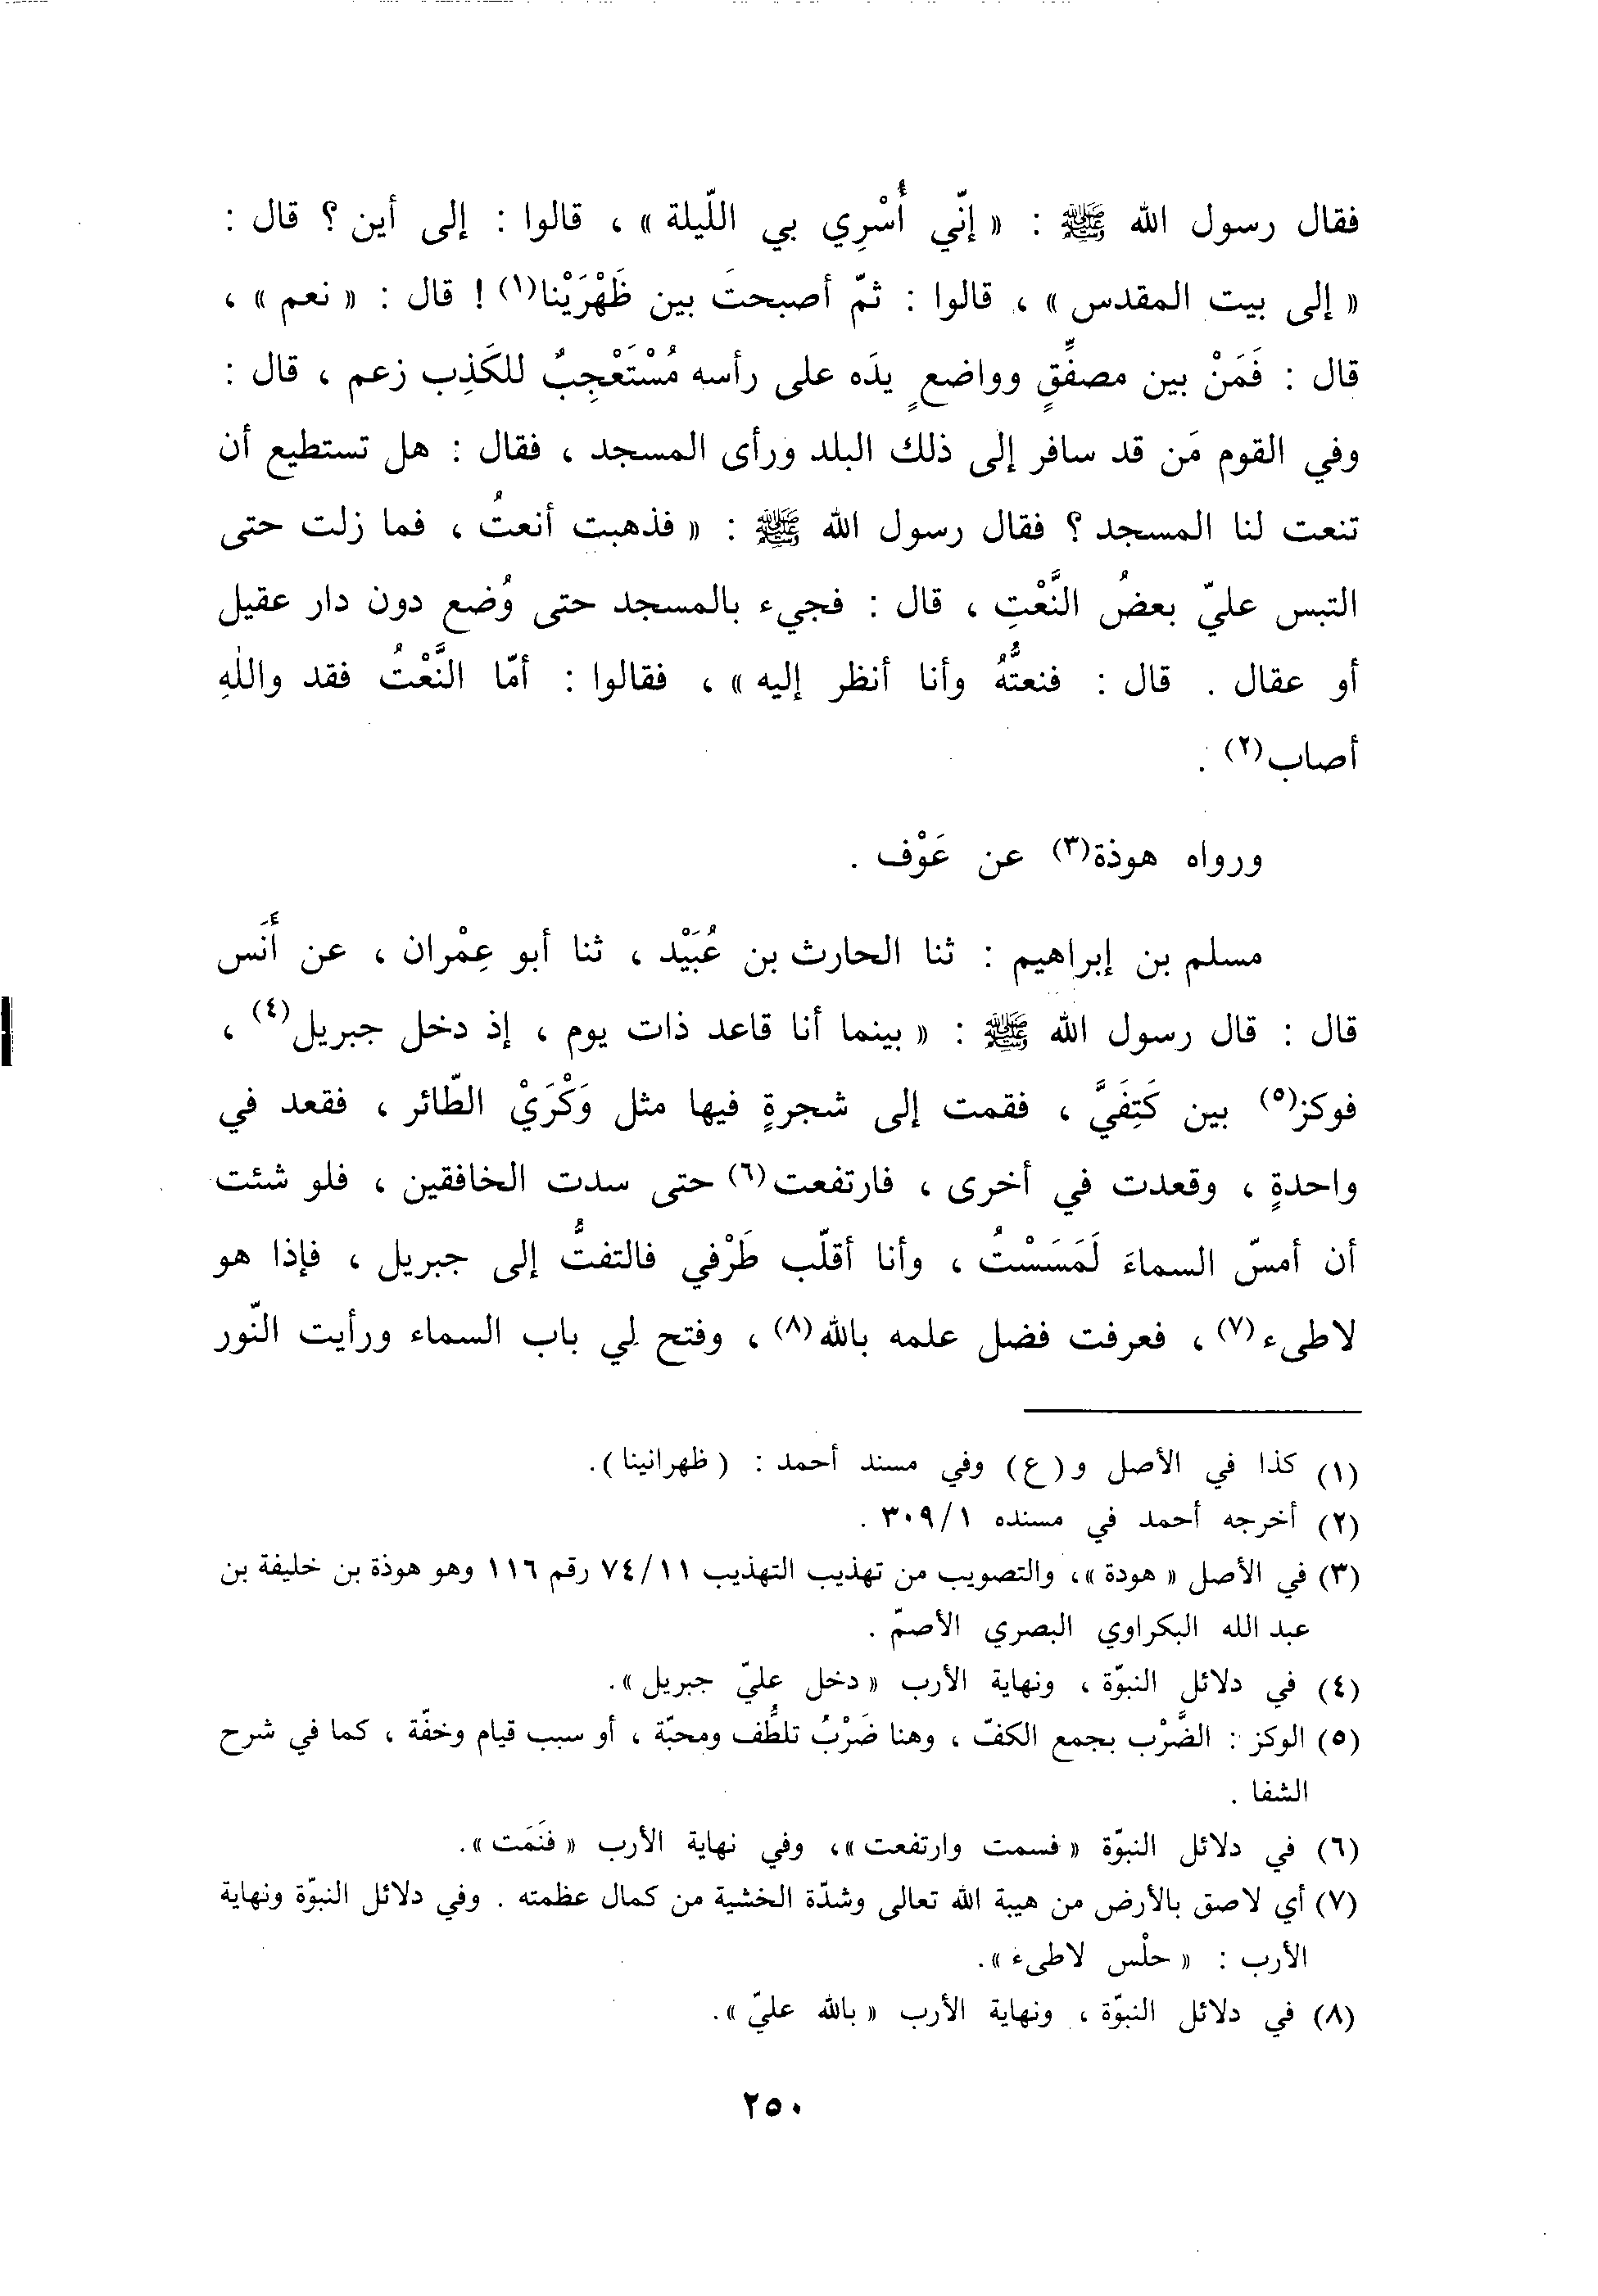 فقال رسول الله ﷺ : « إنّي أُسْرِي بي اللّيلة » ، قالوا : إلى أين ؟ قال :
« إلى بيت المقدس » ، قالوا : ثمّ أصبحتَ بين ظَهْرَيْنا(١) ! قال : « نعم » ،
قال : فَمَنْ بين مصفِّقٍ وواضعٍ يدَه على رأسه مُسْتَعْجِبٌ للكَذِب زعم ، قال :
وفي القوم مَن قد سافر إلى ذلك البلد ورأى المسجد ، فقال : هل تستطيع أن
تنعت لنا المسجد ؟ فقال رسول الله ﷺ : « فذهبت أنعتُ ، فما زلت حتى
التبس عليّ بعضُ النَّعْتِ ، قال : فجيء بالمسجد حتى وُضع دون دار عقيل
أو عقال . قال : فنعتُّهُ وأنا أنظر إليه » ، فقالوا : أمّا النَّعْتُ فقد واللهِ
أصاب(٢) .
ورواه هوذة(٣) عن عَوْف .
مسلم بن إبراهيم : ثنا الحارث بن عُبَيْد ، ثنا أبو عِمْران ، عن أَنَس
قال : قال رسول الله ﷺ : « بينما أنا قاعد ذات يوم ، إذ دخل جبريل(٤) ،
فوكز(٥) بين كَتِفَيَّ ، فقمت إلى شجرةٍ فيها مثل وَكْرَيْ الطّائر ، فقعد في
واحدةٍ ، وقعدت في أخرى ، فارتفعت(٦) حتى سدت الخافقين ، فلو شئت
أن أمسّ السماءَ لَمَسَسْتُ ، وأنا أقلّب طَرْفي فالتفتُّ إلى جبريل ، فإذا هو
لاطىء(٧) ، فعرفت فضل علمه بالله(٨) ، وفتح لي باب السماء ورأيت النّور
(١) كذا في الأصل و(ع) وفي مسند أحمد : (ظهرانينا).
(٢) أخرجه أحمد في مسنده ٣٠٩/١ .
(٣) في الأصل « هودة »، والتصويب من تهذيب التهذيب ٧٤/١١ رقم ١١٦ وهو هوذة بن خليفة بن
عبد الله البكراوي البصري الأصمّ .
(٤) في دلائل النبوّة ، ونهاية الأرب « دخل عليّ جبريل ».
(٥) الوكز : الضَّرْب بجمع الكفّ ، وهنا ضَرْبُ تلطُّف ومحبّة ، أو سبب قيام وخفّة ، كما في شرح
الشفا .
(٦) في دلائل النبوّة « فسمت وارتفعت »، وفي نهاية الأرب « فنَمَت ».
(٧) أي لاصق بالأرض من هيبة الله تعالى وشدّة الخشية من كمال عظمته . وفي دلائل النبوّة ونهاية
الأرب : « حلْس لاطىء ».
(٨) في دلائل النبوّة ، ونهاية الأرب « بالله عليّ ».
٢٥٠